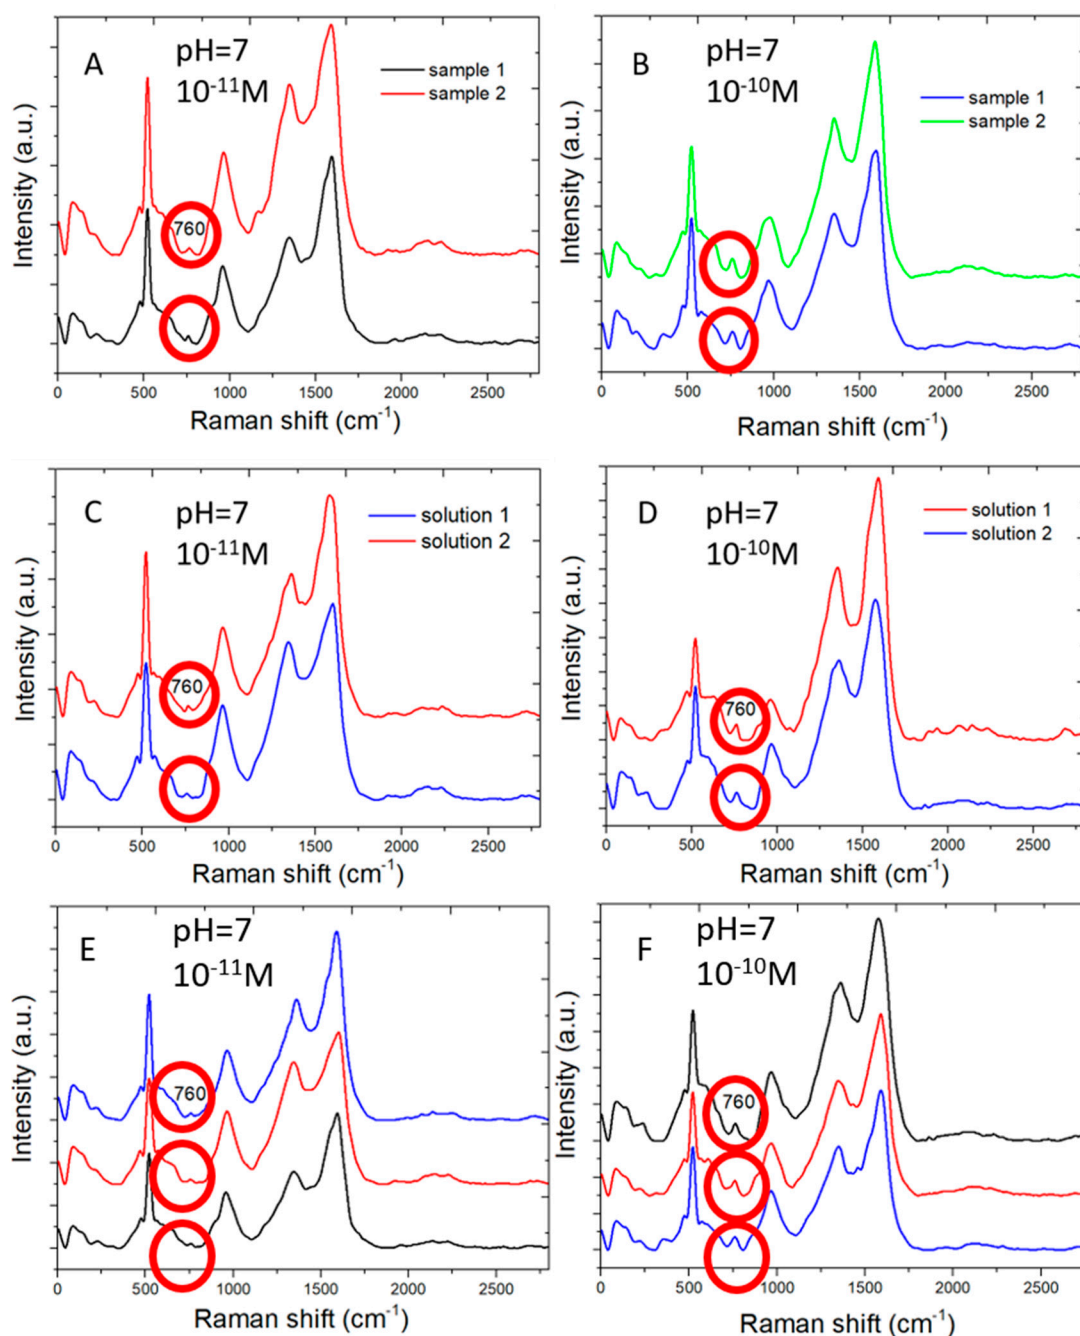 A
pH=7
10⁻¹¹M
sample 1
sample 2
760
Intensity (a.u.)
0
500
1000
1500
2000
2500
Raman shift (cm⁻¹)
B
pH=7
10⁻¹⁰M
sample 1
sample 2
Intensity (a.u.)
0
500
1000
1500
2000
2500
Raman shift (cm⁻¹)
C
pH=7
10⁻¹¹M
solution 1
solution 2
760
Intensity (a.u.)
0
500
1000
1500
2000
2500
Raman shift (cm⁻¹)
D
pH=7
10⁻¹⁰M
solution 1
solution 2
760
Intensity (a.u.)
0
500
1000
1500
2000
2500
Raman shift (cm⁻¹)
E
pH=7
10⁻¹¹M
760
Intensity (a.u.)
0
500
1000
1500
2000
2500
Raman shift (cm⁻¹)
F
pH=7
10⁻¹⁰M
760
Intensity (a.u.)
0
500
1000
1500
2000
2500
Raman shift (cm⁻¹)